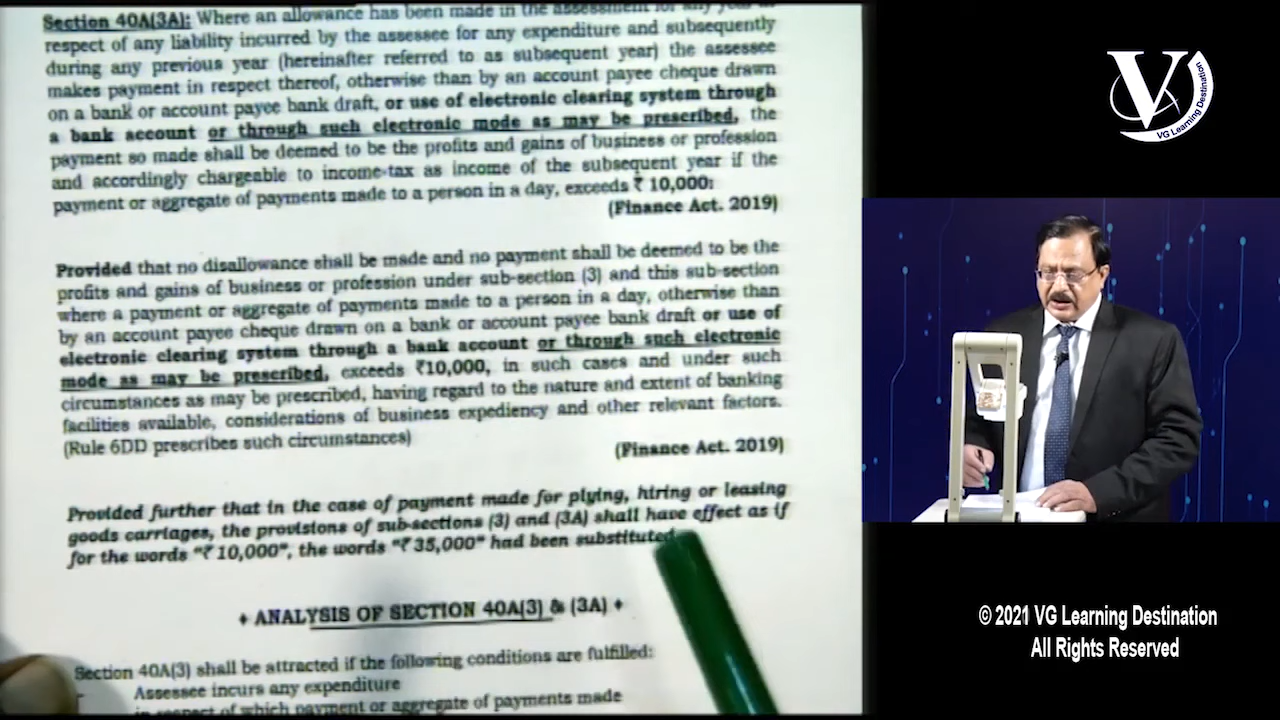 Section 40A(3A): Where an allowance has been made in the assessment for any year in
respect of any liability incurred by the assessee for any expenditure and subsequently
during any previous year (hereinafter referred to as subsequent year) the assessee
makes payment in respect thereof, otherwise than by an account payee cheque drawn
on a bank or account payee bank draft, or use of electronic clearing system through
a bank account or through such electronic mode as may be prescribed, the
payment so made shall be deemed to be the profits and gains of business or profession
and accordingly chargeable to income-tax as income of the subsequent year if the
payment or aggregate of payments made to a person in a day, exceeds ₹ 10,000:
(Finance Act. 2019)
Provided that no disallowance shall be made and no payment shall be deemed to be the
profits and gains of business or profession under sub-section (3) and this sub-section
where a payment or aggregate of payments made to a person in a day, otherwise than
by an account payee cheque drawn on a bank or account payee bank draft or use of
electronic clearing system through a bank account or through such electronic
mode as may be prescribed, exceeds ₹10,000, in such cases and under such
circumstances as may be prescribed, having regard to the nature and extent of banking
facilities available, considerations of business expediency and other relevant factors.
(Rule 6DD prescribes such circumstances)
(Finance Act. 2019)
Provided further that in the case of payment made for plying, hiring or leasing
goods carriages, the provisions of sub-sections (3) and (3A) shall have effect as if
for the words "₹ 10,000", the words "₹ 35,000" had been substituted.
♦ ANALYSIS OF SECTION 40A(3) & (3A) ♦
Section 40A(3) shall be attracted if the following conditions are fulfilled:
- Assessee incurs any expenditure
in respect of which payment or aggregate of payments made
V
VG Learning Destination
© 2021 VG Learning Destination
All Rights Reserved